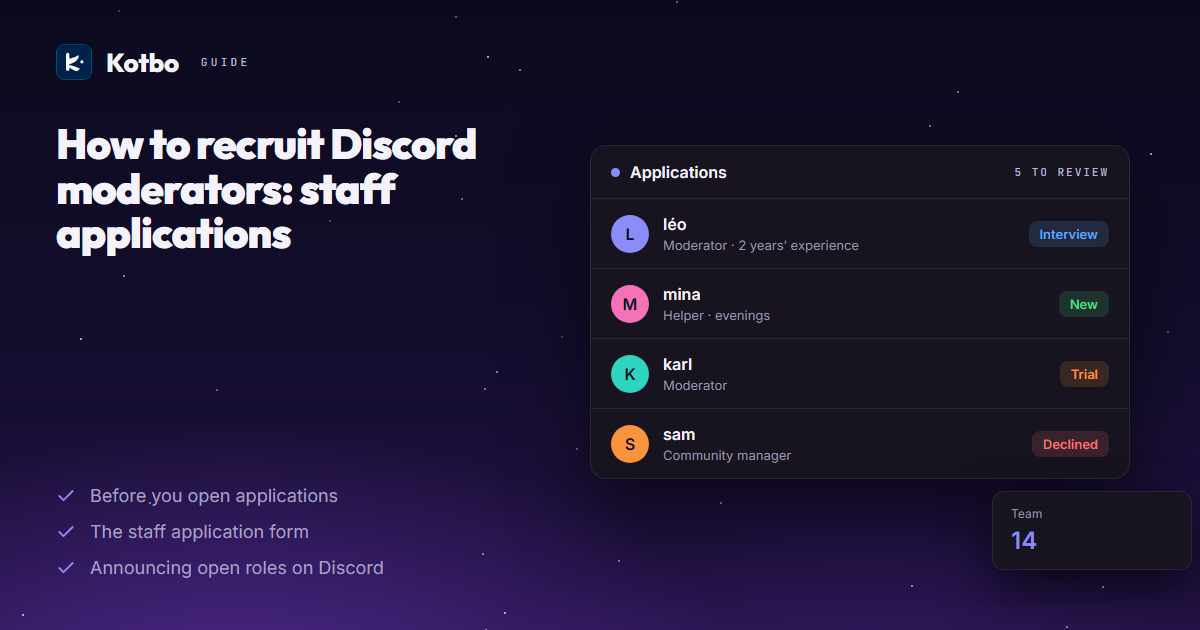 Kotbo GUIDE
How to recruit Discord
moderators: staff
applications
Before you open applications
The staff application form
Announcing open roles on Discord
Applications 5 TO REVIEW
L
léo
Moderator · 2 years’ experience
Interview
M
mina
Helper · evenings
New
K
karl
Moderator
Trial
S
sam
Community manager
Declined
Team
14